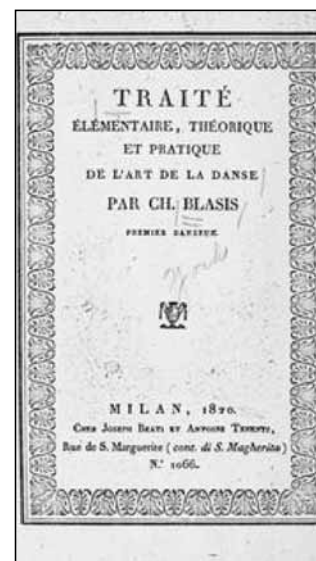 TRAITÉ
ÉLÉMENTAIRE, THÉORIQUE
ET PRATIQUE
DE L'ART DE LA DANSE
PAR CH. BLASIS
PREMIER DANSEUR.
MILAN, 1820.
Chez Joseph Beati et Antoine Tenenti,
Rue de S. Marguerite (cont. di S. Magherita)
N.° 1066.